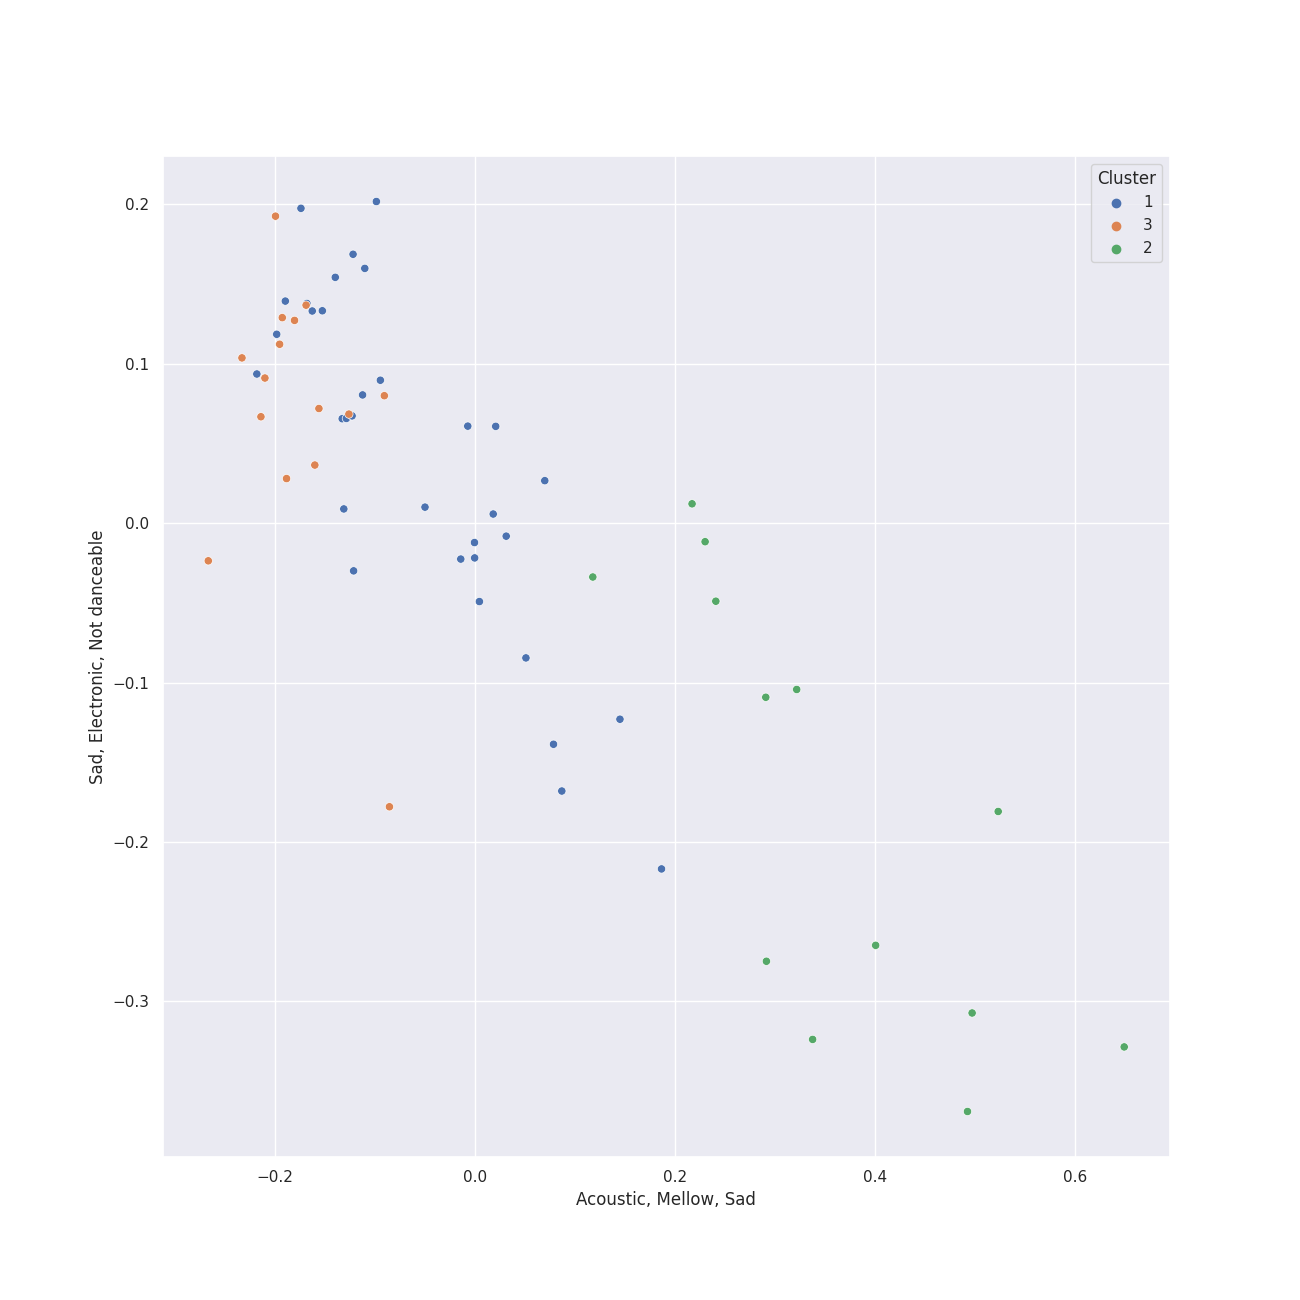 Cluster
1
3
2
0.2
0.1
0.0
−0.1
−0.2
−0.3
Sad, Electronic, Not danceable
−0.2 0.0 0.2 0.4 0.6
Acoustic, Mellow, Sad